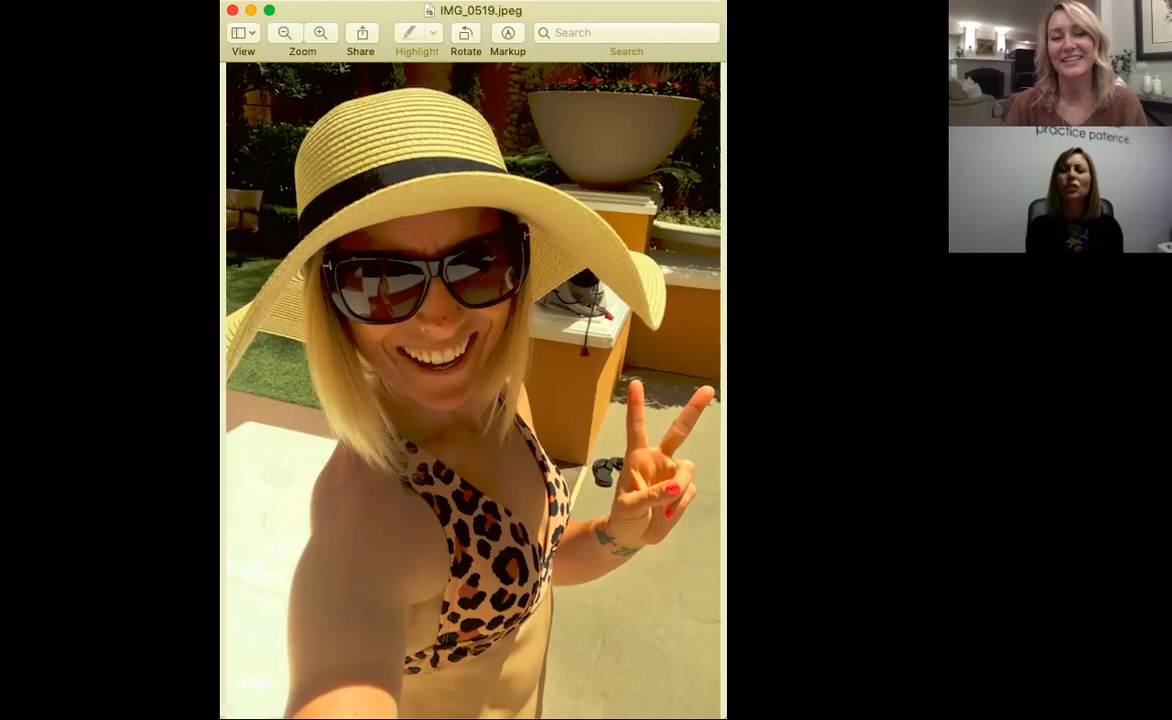 IMG_0519.jpeg
Search
View
Zoom
Share
Highlight
Rotate
Markup
Search
practice patience.